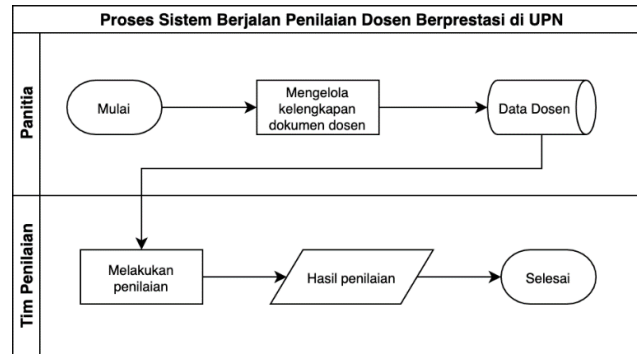 Proses Sistem Berjalan Penilaian Dosen Berprestasi di UPN
Panitia
Mulai
Mengelola
kelengkapan
dokumen dosen
Data Dosen
Tim Penilaian
Melakukan
penilaian
Hasil penilaian
Selesai